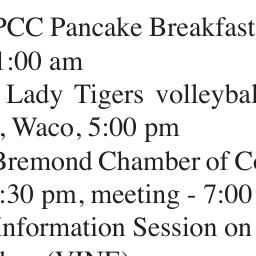 PCC Pancake Breakfast
1:00 am
Lady Tigers volleybal
, Waco, 5:00 pm
Bremond Chamber of Co
:30 pm, meeting - 7:00
Information Session on
(VINE)